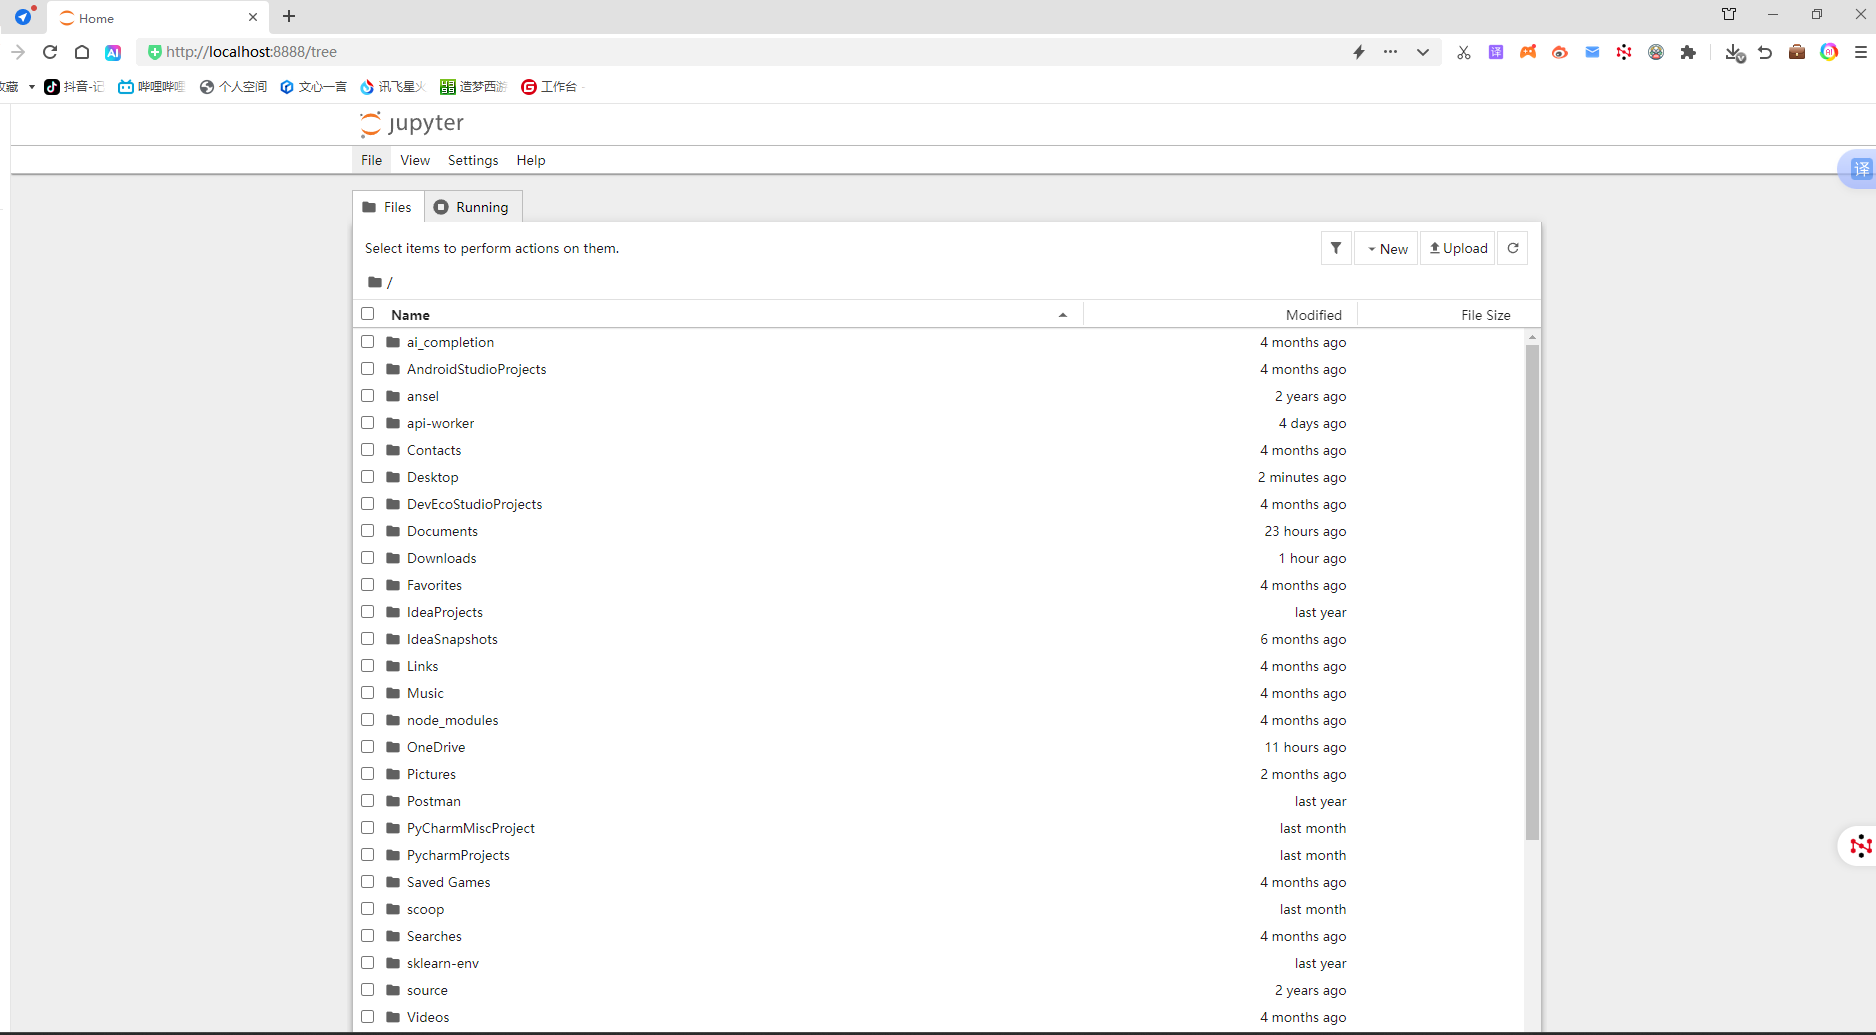 Home
AI http://localhost:8888/tree 译
收藏 抖音-记 哔哩哔哩 个人空间 文心一言 讯飞星火 造梦西游 工作台
jupyter
File View Settings Help
译
Files Running
Select items to perform actions on them. New Upload
/
Name Modified File Size
ai_completion 4 months ago
AndroidStudioProjects 4 months ago
ansel 2 years ago
api-worker 4 days ago
Contacts 4 months ago
Desktop 2 minutes ago
DevEcoStudioProjects 4 months ago
Documents 23 hours ago
Downloads 1 hour ago
Favorites 4 months ago
IdeaProjects last year
IdeaSnapshots 6 months ago
Links 4 months ago
Music 4 months ago
node_modules 4 months ago
OneDrive 11 hours ago
Pictures 2 months ago
Postman last year
PyCharmMiscProject last month
PycharmProjects last month
Saved Games 4 months ago
scoop last month
Searches 4 months ago
sklearn-env last year
source 2 years ago
Videos 4 months ago